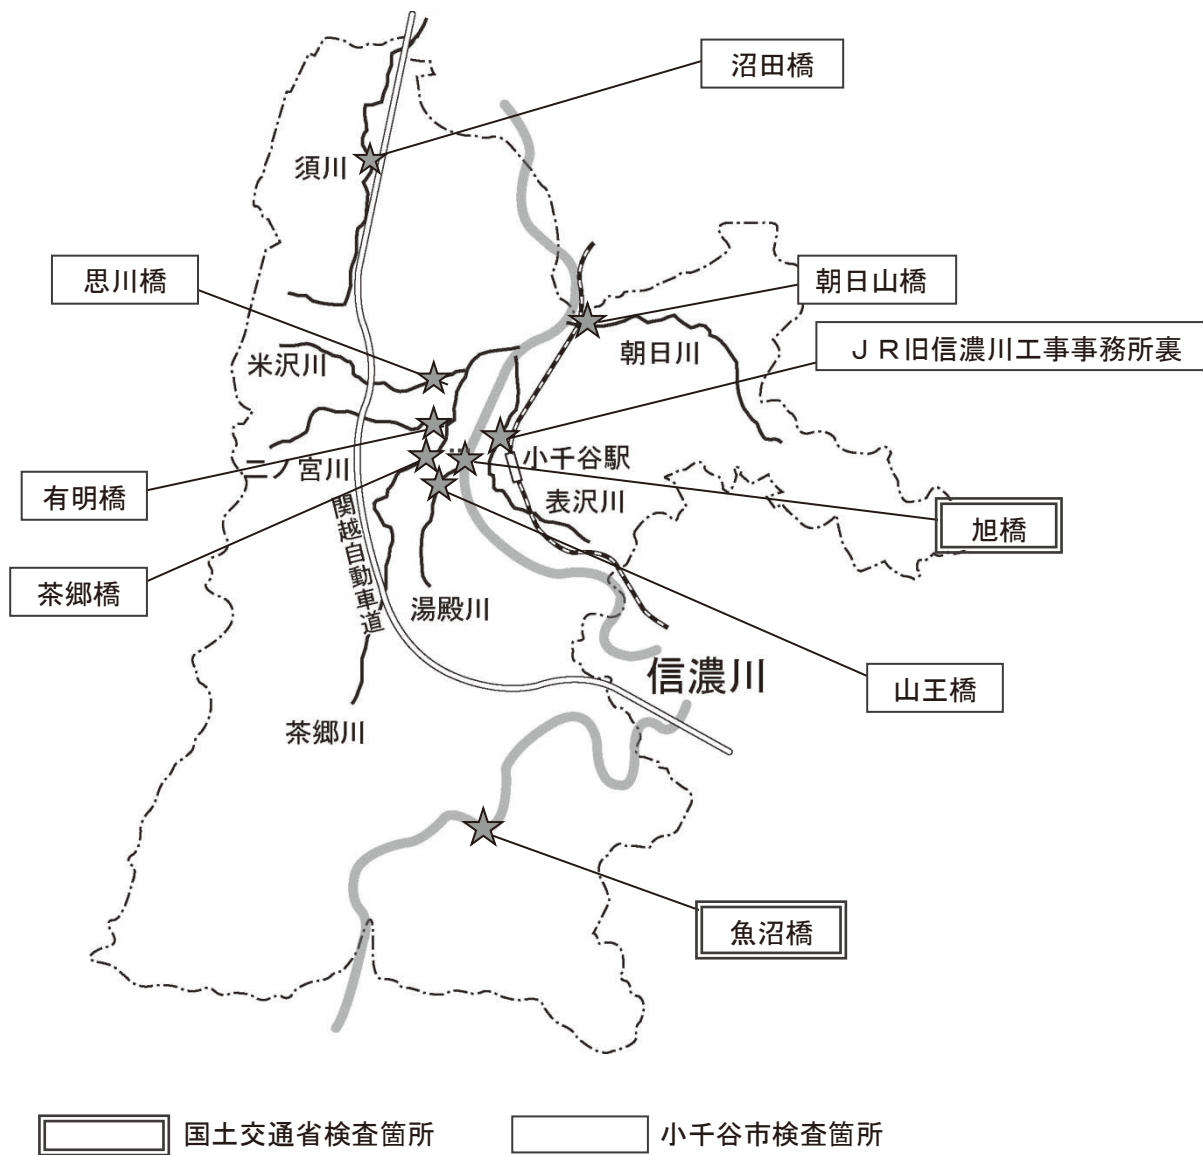 沼田橋
須川
思川橋
朝日山橋
ＪＲ旧信濃川工事事務所裏
米沢川
朝日川
小千谷駅
二ノ宮川
有明橋
表沢川
旭橋
関越自動車道
茶郷橋
湯殿川
信濃川
山王橋
茶郷川
魚沼橋
国土交通省検査箇所
小千谷市検査箇所